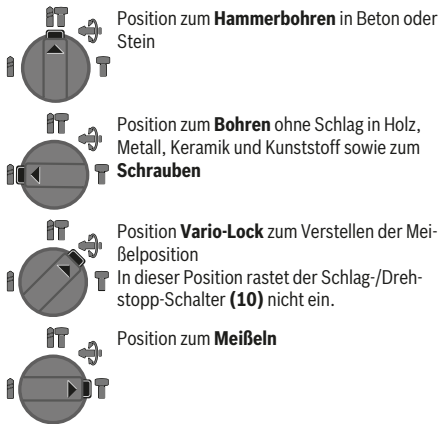 Position zum Hammerbohren in Beton oder
Stein
Position zum Bohren ohne Schlag in Holz,
Metall, Keramik und Kunststoff sowie zum
Schrauben
Position Vario-Lock zum Verstellen der Mei-
ßelposition
In dieser Position rastet der Schlag-/Dreh-
stopp-Schalter (10) nicht ein.
Position zum Meißeln